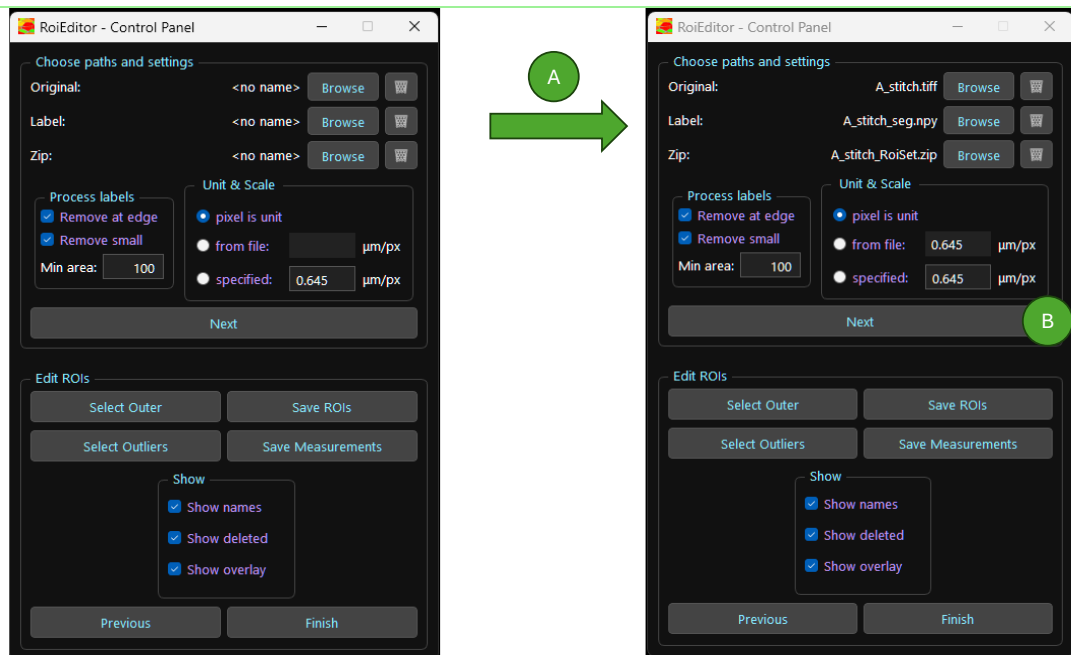 RoiEditor - Control Panel
Choose paths and settings
Original: <no name> Browse
Label: <no name> Browse
Zip: <no name> Browse
Process labels
Remove at edge
Remove small
Min area: 100
Unit & Scale
pixel is unit
from file: µm/px
specified: 0.645 µm/px
Next
Edit ROIs
Select Outer Save ROIs
Select Outliers Save Measurements
Show
Show names
Show deleted
Show overlay
Previous Finish
A
RoiEditor - Control Panel
Choose paths and settings
Original: A_stitch.tiff Browse
Label: A_stitch_seg.npy Browse
Zip: A_stitch_RoiSet.zip Browse
Process labels
Remove at edge
Remove small
Min area: 100
Unit & Scale
pixel is unit
from file: 0.645 µm/px
specified: 0.645 µm/px
Next
B
Edit ROIs
Select Outer Save ROIs
Select Outliers Save Measurements
Show
Show names
Show deleted
Show overlay
Previous Finish